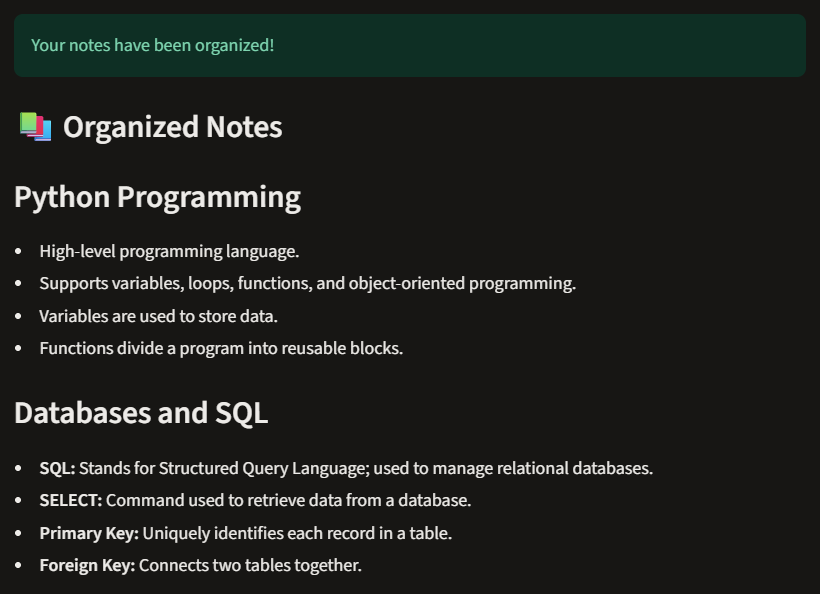 Your notes have been organized!
Organized Notes
Python Programming
• High-level programming language.
• Supports variables, loops, functions, and object-oriented programming.
• Variables are used to store data.
• Functions divide a program into reusable blocks.
Databases and SQL
• SQL: Stands for Structured Query Language; used to manage relational databases.
• SELECT: Command used to retrieve data from a database.
• Primary Key: Uniquely identifies each record in a table.
• Foreign Key: Connects two tables together.